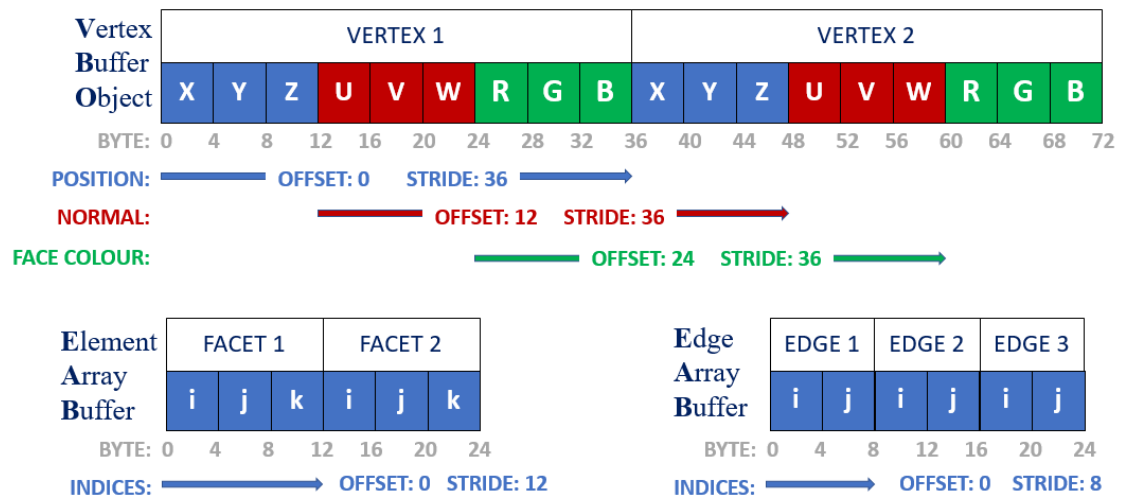 Vertex
Buffer
Object
VERTEX 1 VERTEX 2
X Y Z U V W R G B X Y Z U V W R G B
BYTE: 0 4 8 12 16 20 24 28 32 36 40 44 48 52 56 60 64 68 72
POSITION: OFFSET: 0 STRIDE: 36
NORMAL: OFFSET: 12 STRIDE: 36
FACE COLOUR: OFFSET: 24 STRIDE: 36
Element
Array
Buffer
FACET 1 FACET 2
i j k i j k
BYTE: 0 4 8 12 16 20 24
INDICES: OFFSET: 0 STRIDE: 12
Edge
Array
Buffer
EDGE 1 EDGE 2 EDGE 3
i j i j i j
BYTE: 0 4 8 12 16 20 24
INDICES: OFFSET: 0 STRIDE: 8